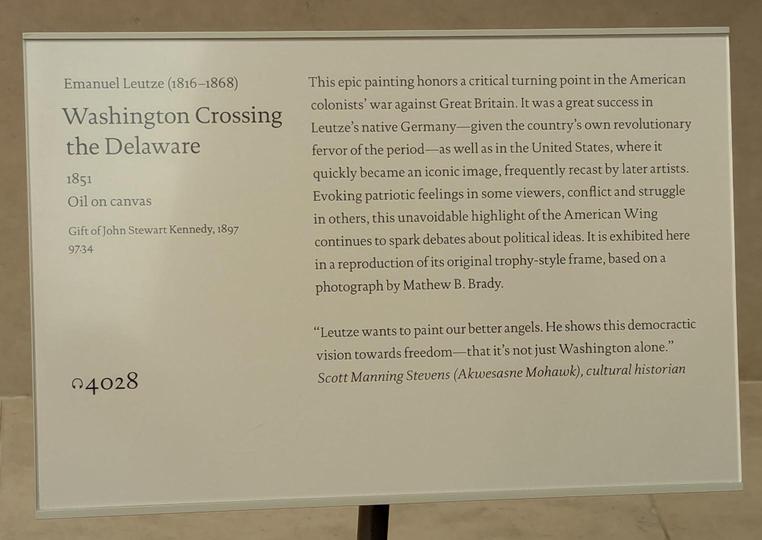 Emanuel Leutze (1816–1868)
Washington Crossing
the Delaware
1851
Oil on canvas
Gift of John Stewart Kennedy, 1897
97.34
4028
This epic painting honors a critical turning point in the American
colonists’ war against Great Britain. It was a great success in
Leutze’s native Germany—given the country’s own revolutionary
fervor of the period—as well as in the United States, where it
quickly became an iconic image, frequently recast by later artists.
Evoking patriotic feelings in some viewers, conflict and struggle
in others, this unavoidable highlight of the American Wing
continues to spark debates about political ideas. It is exhibited here
in a reproduction of its original trophy-style frame, based on a
photograph by Mathew B. Brady.
“Leutze wants to paint our better angels. He shows this democratic
vision towards freedom—that it’s not just Washington alone.”
Scott Manning Stevens (Akwesasne Mohawk), cultural historian